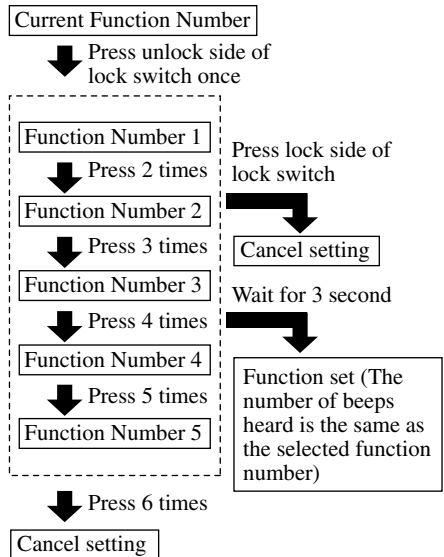 Current Function Number
Press unlock side of
lock switch once
Function Number 1
Press 2 times
Function Number 2
Press 3 times
Function Number 3
Press 4 times
Function Number 4
Press 5 times
Function Number 5
Press lock side of
lock switch
Cancel setting
Wait for 3 second
Function set (The
number of beeps
heard is the same as
the selected function
number)
Press 6 times
Cancel setting